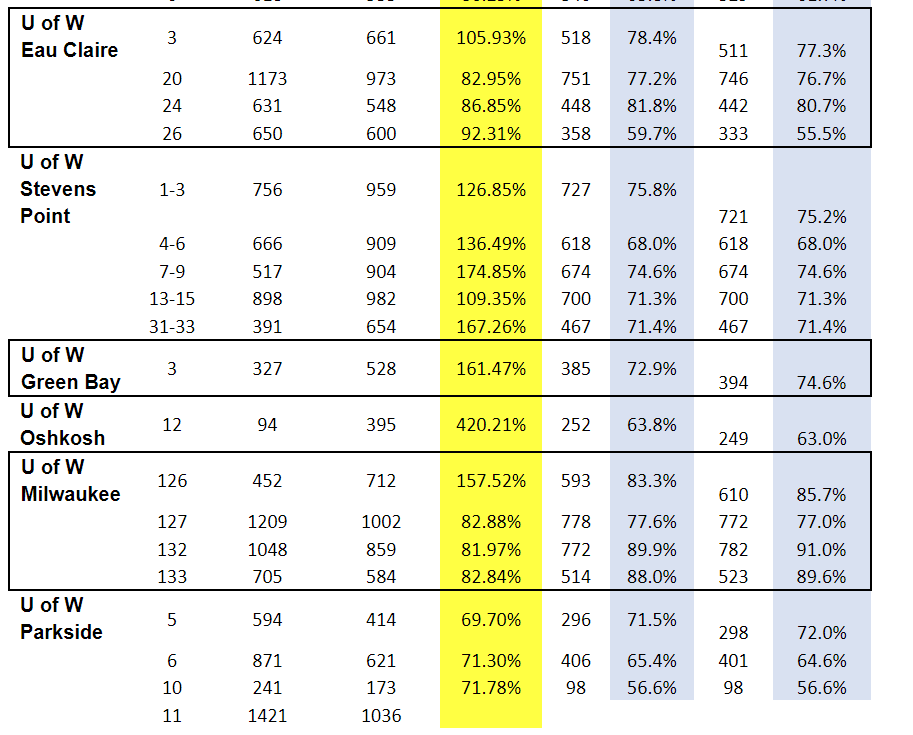 U of W
Eau Claire 3 624 661 105.93% 518 78.4% 511 77.3%
20 1173 973 82.95% 751 77.2% 746 76.7%
24 631 548 86.85% 448 81.8% 442 80.7%
26 650 600 92.31% 358 59.7% 333 55.5%
U of W
Stevens 1-3 756 959 126.85% 727 75.8%
Point 721 75.2%
4-6 666 909 136.49% 618 68.0% 618 68.0%
7-9 517 904 174.85% 674 74.6% 674 74.6%
13-15 898 982 109.35% 700 71.3% 700 71.3%
31-33 391 654 167.26% 467 71.4% 467 71.4%
U of W
Green Bay 3 327 528 161.47% 385 72.9% 394 74.6%
U of W
Oshkosh 12 94 395 420.21% 252 63.8% 249 63.0%
U of W
Milwaukee 126 452 712 157.52% 593 83.3% 610 85.7%
127 1209 1002 82.88% 778 77.6% 772 77.0%
132 1048 859 81.97% 772 89.9% 782 91.0%
133 705 584 82.84% 514 88.0% 523 89.6%
U of W
Parkside 5 594 414 69.70% 296 71.5% 298 72.0%
6 871 621 71.30% 406 65.4% 401 64.6%
10 241 173 71.78% 98 56.6% 98 56.6%
11 1421 1036